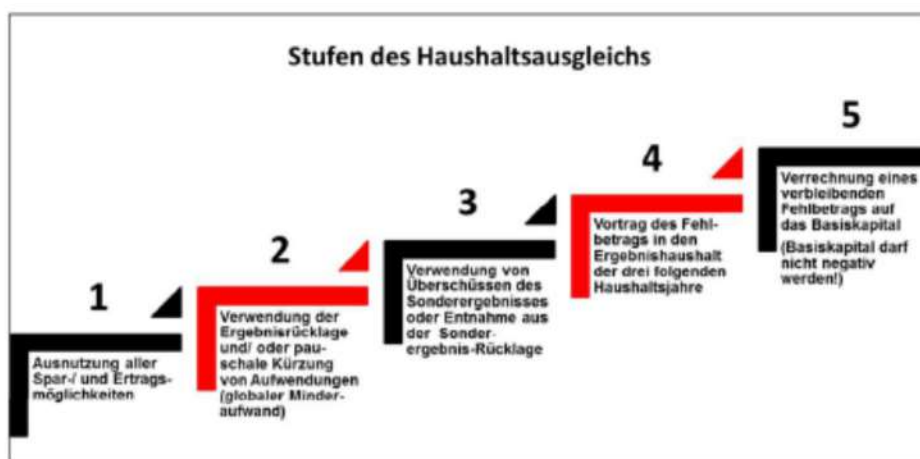 Stufen des Haushaltsausgleichs
1
Ausnutzung aller
Spar-/ und Ertrags-
möglichkeiten
2
Verwendung der
Ergebnisrücklage
und/ oder pau-
schale Kürzung
von Aufwendungen
(globaler Minder-
aufwand)
3
Verwendung von
Überschüssen des
Sonderergebnisses
oder Entnahme aus
der Sonder-
ergebnis-Rücklage
4
Vortrag des Fehl-
betrags in den
Ergebnishaushalt
der drei folgenden
Haushaltsjahre
5
Verrechnung eines
verbleibenden
Fehlbetrags auf
das Basiskapital
(Basiskapital darf
nicht negativ
werden!)